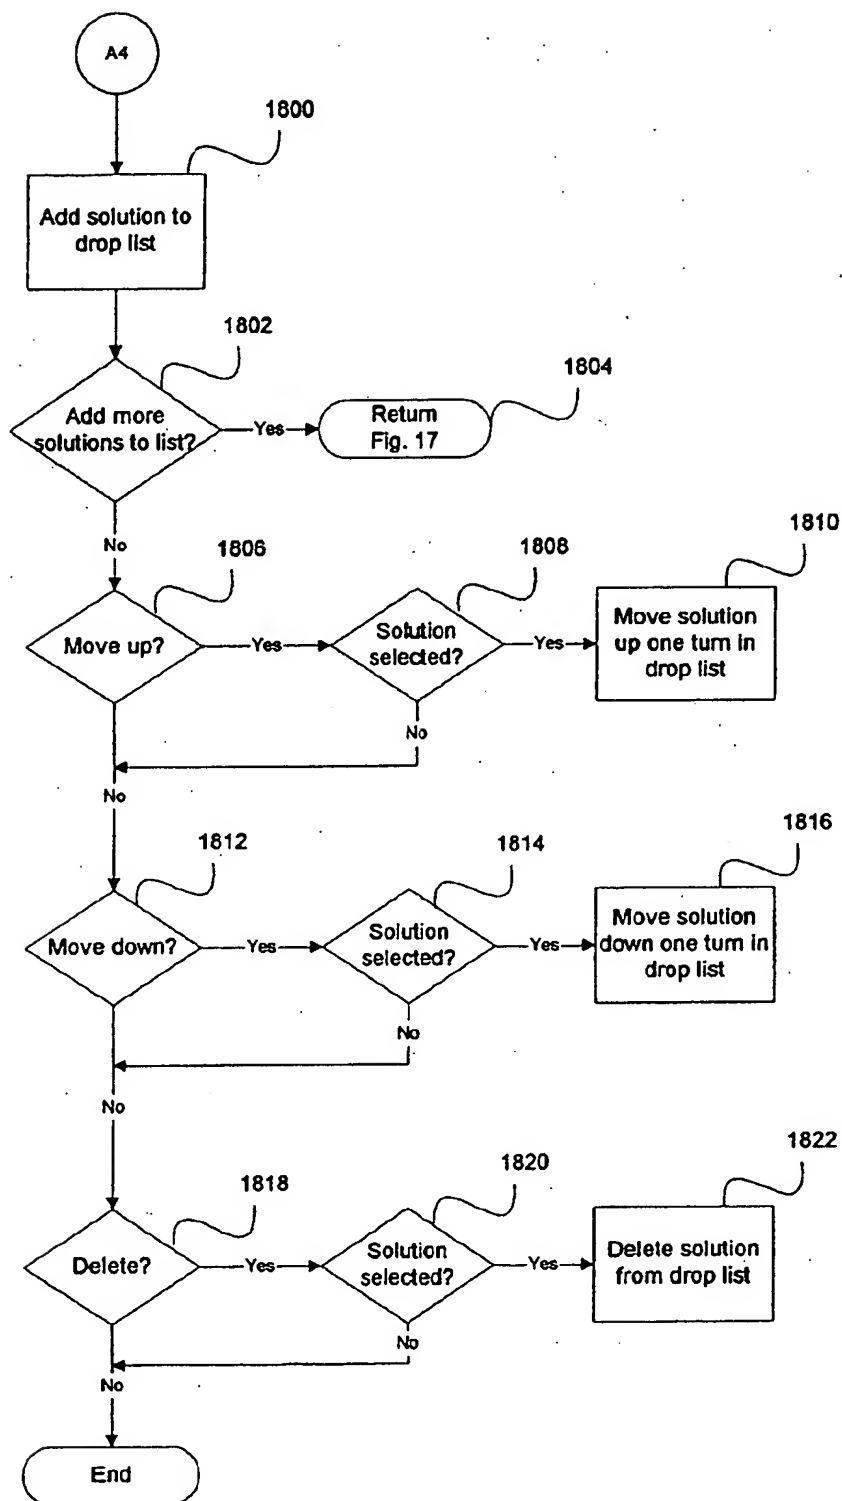 A4
1800
Add solution to
drop list
1802
1804
Add more
solutions to list?
Yes
Return
Fig. 17
No
1806
1808
1810
Move up?
Yes
Solution
selected?
Yes
Move solution
up one turn in
drop list
No
No
1812
1814
1816
Move down?
Yes
Solution
selected?
Yes
Move solution
down one turn in
drop list
No
No
1818
1820
1822
Delete?
Yes
Solution
selected?
Yes
Delete solution
from drop list
No
No
End